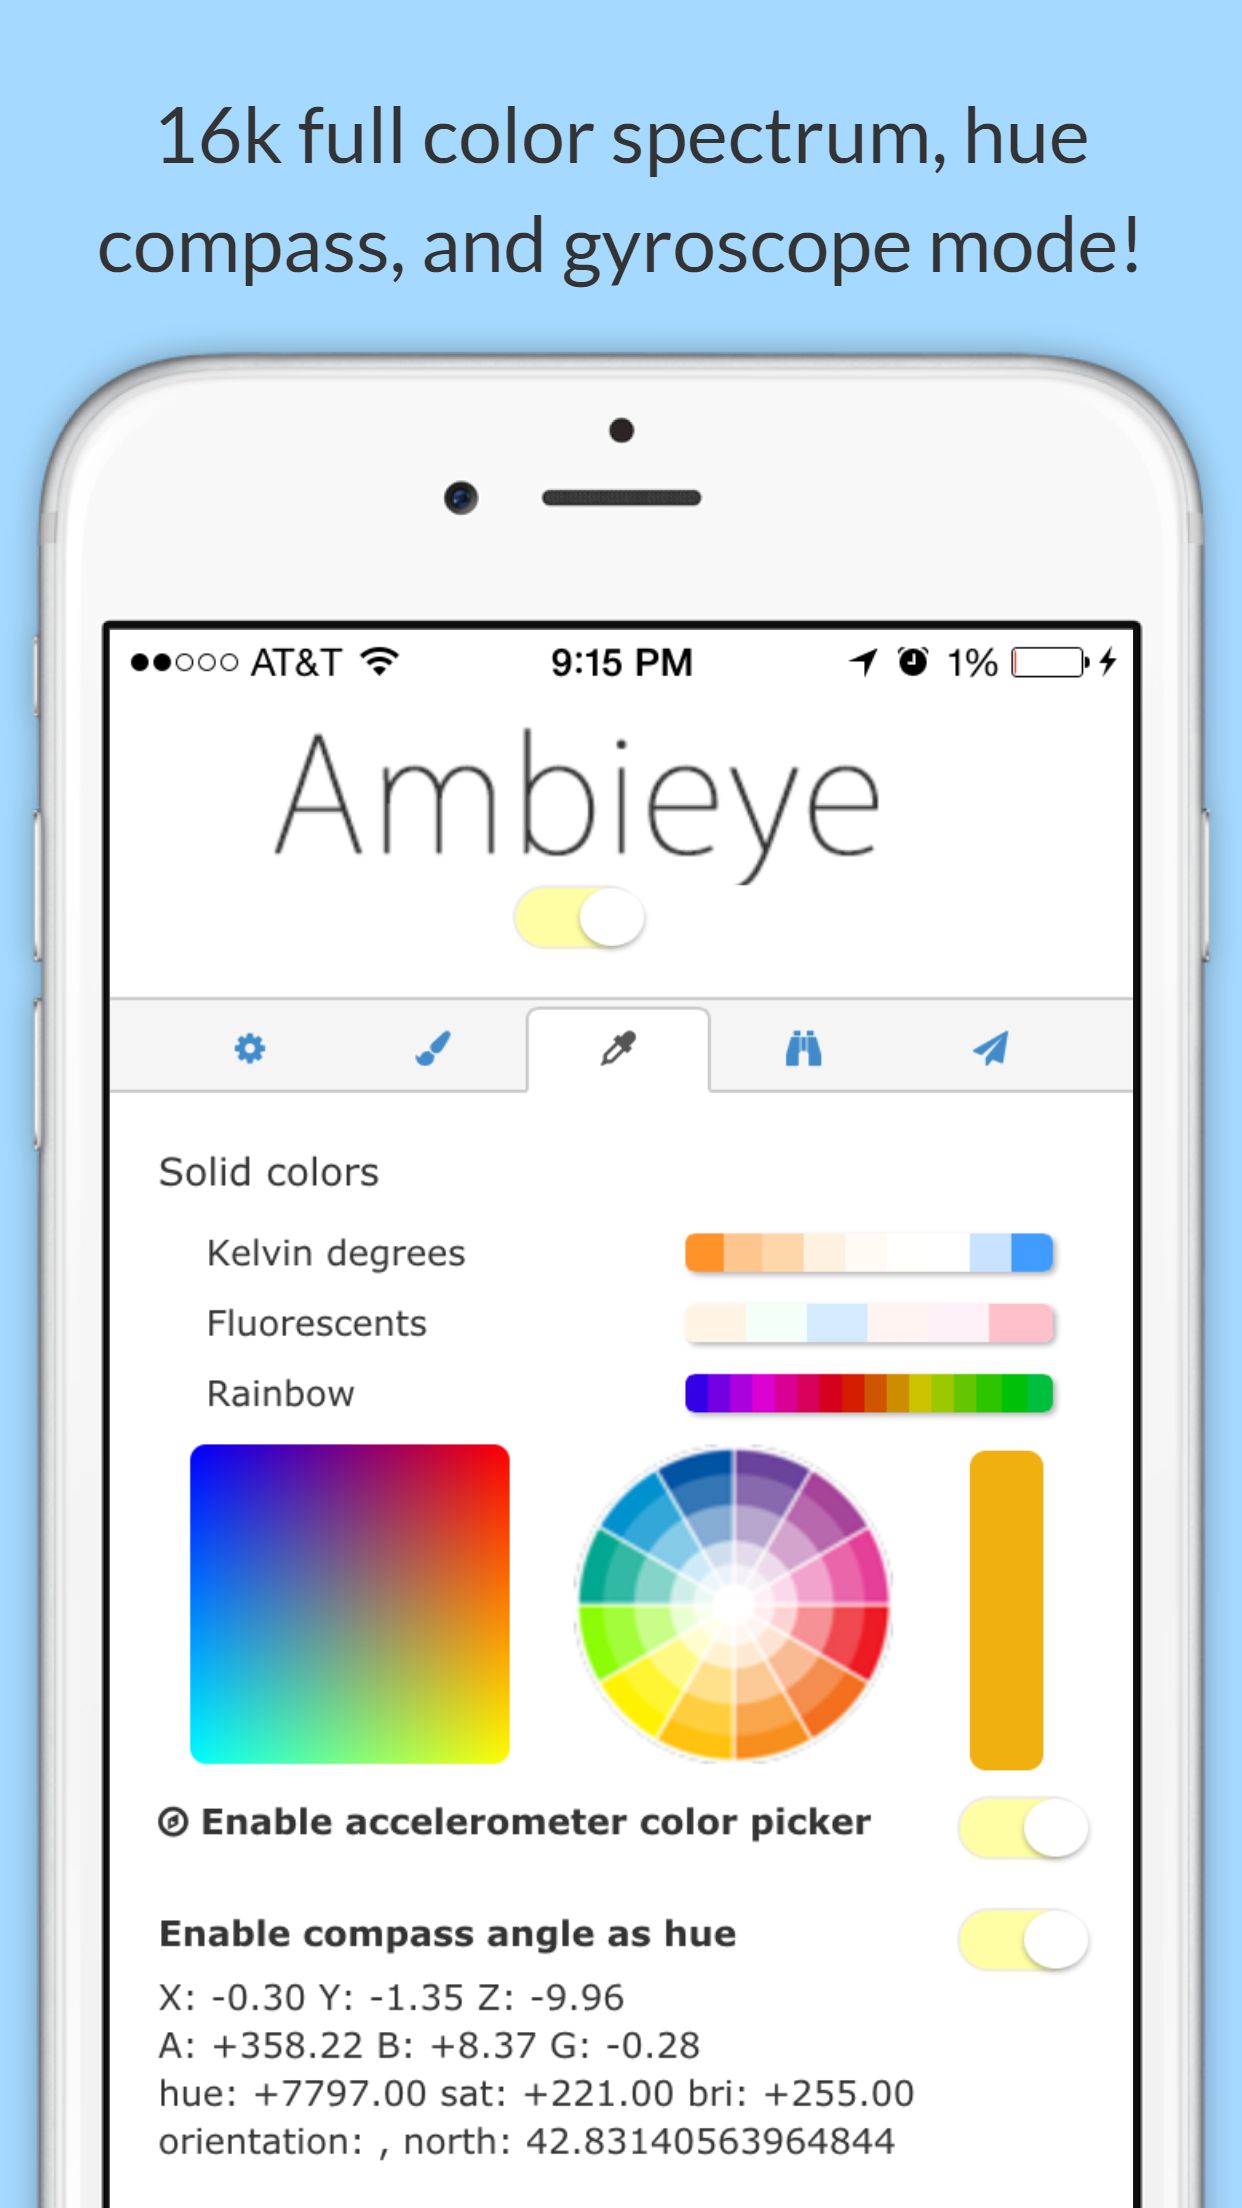 16k full color spectrum, hue
compass, and gyroscope mode!
AT&T 9:15 PM 1%
Ambieye
Solid colors
Kelvin degrees
Fluorescents
Rainbow
Enable accelerometer color picker
Enable compass angle as hue
X: -0.30 Y: -1.35 Z: -9.96
A: +358.22 B: +8.37 G: -0.28
hue: +7797.00 sat: +221.00 bri: +255.00
orientation: , north: 42.83140563964844